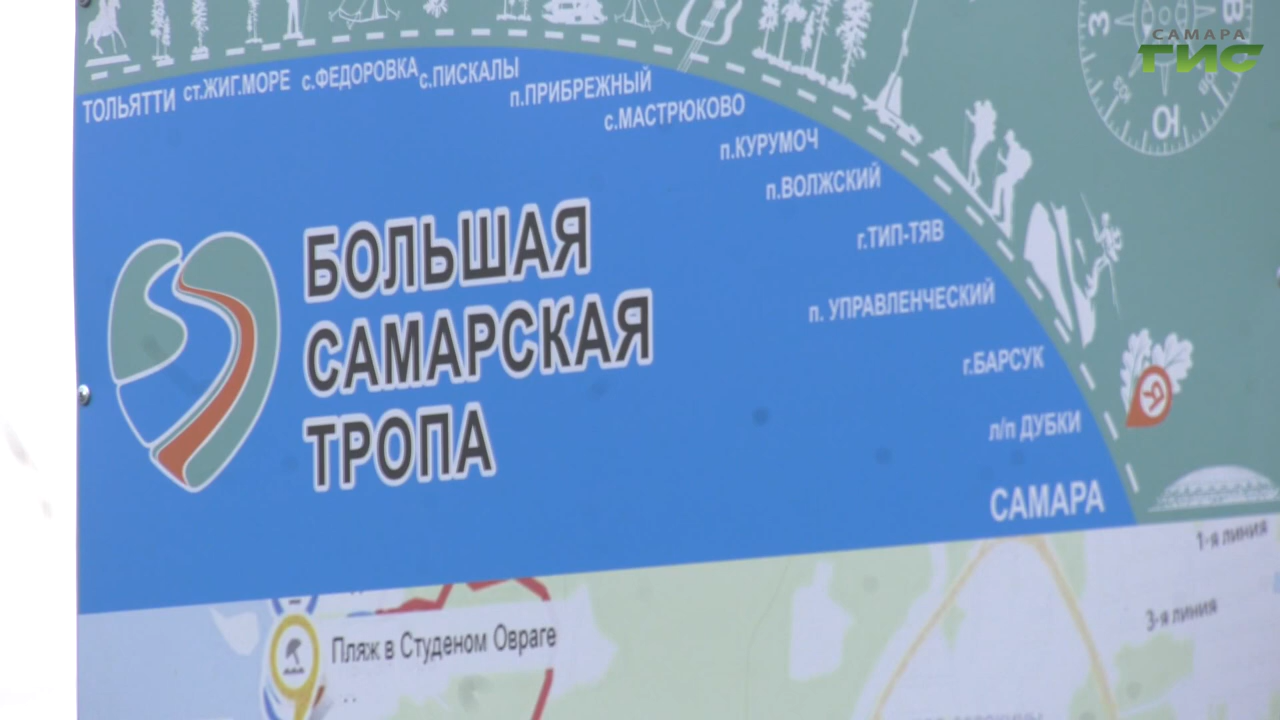 САМАРА
ГИС
З
В
Ю
ТОЛЬЯТТИ
ст.ЖИГ.МОРЕ
с.ФЕДОРОВКА
с.ПИСКАЛЫ
п.ПРИБРЕЖНЫЙ
с.МАСТРЮКОВО
п.КУРУМОЧ
п.ВОЛЖСКИЙ
г.ТИП-ТЯВ
п. УПРАВЛЕНЧЕСКИЙ
г.БАРСУК
л/п ДУБКИ
САМАРА
БОЛЬШАЯ
САМАРСКАЯ
ТРОПА
1-я линия
3-я линия
Пляж в Студеном Овраге